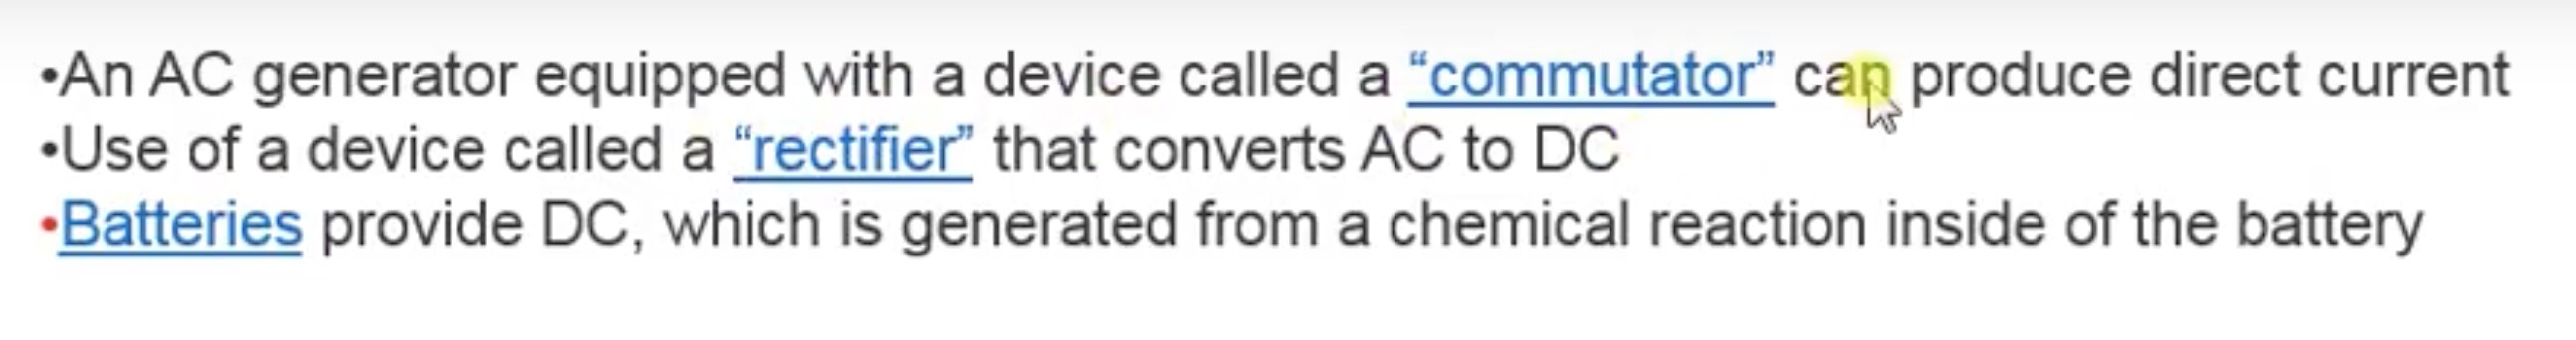 •An AC generator equipped with a device called a “commutator” can produce direct current
•Use of a device called a “rectifier” that converts AC to DC
•Batteries provide DC, which is generated from a chemical reaction inside of the battery